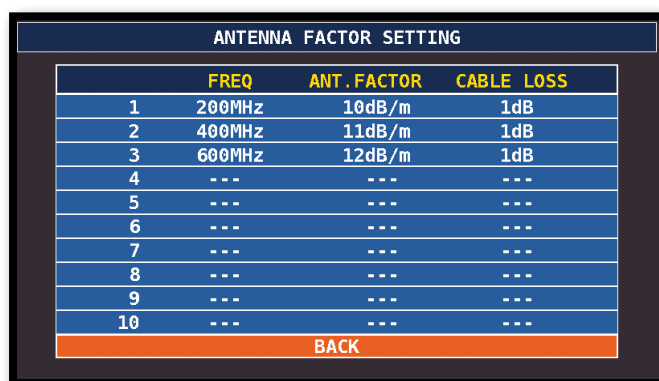 ANTENNA FACTOR SETTING
FREQ ANT.FACTOR CABLE LOSS
1 200MHz 10dB/m 1dB
2 400MHz 11dB/m 1dB
3 600MHz 12dB/m 1dB
4 --- --- ---
5 --- --- ---
6 --- --- ---
7 --- --- ---
8 --- --- ---
9 --- --- ---
10 --- --- ---
BACK